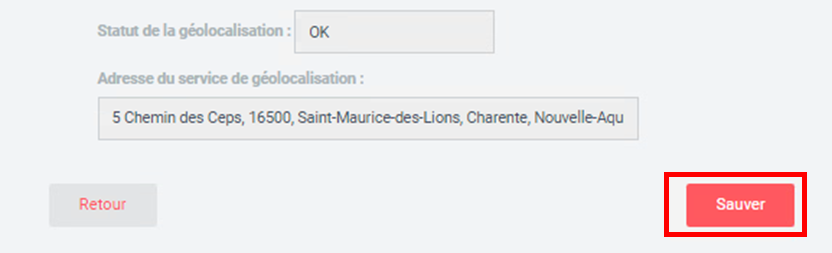 Statut de la géolocalisation : OK
Adresse du service de géolocalisation :
5 Chemin des Ceps, 16500, Saint-Maurice-des-Lions, Charente, Nouvelle-Aqu
Retour
Sauver